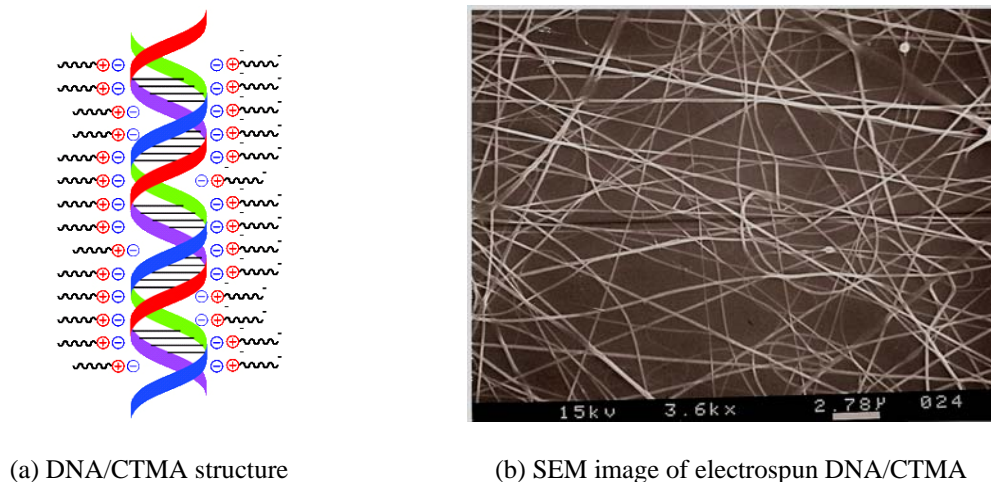 15kv 3.6kx 2.78μ 024
(a) DNA/CTMA structure (b) SEM image of electrospun DNA/CTMA